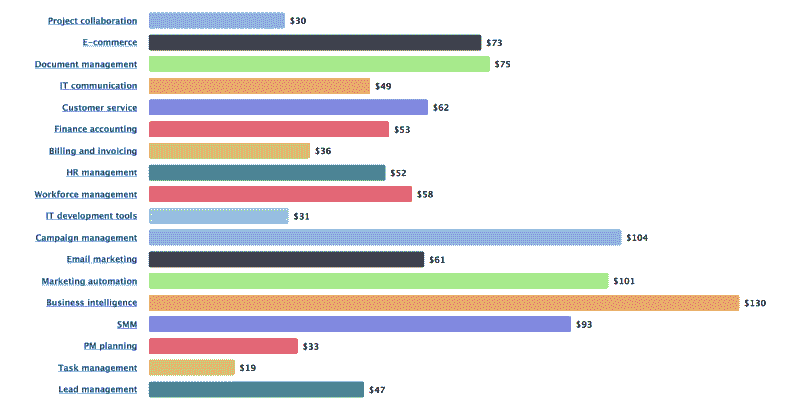 Project collaboration $30
E-commerce $73
Document management $75
IT communication $49
Customer service $62
Finance accounting $53
Billing and invoicing $36
HR management $52
Workforce management $58
IT development tools $31
Campaign management $104
Email marketing $61
Marketing automation $101
Business intelligence $130
SMM $93
PM planning $33
Task management $19
Lead management $47